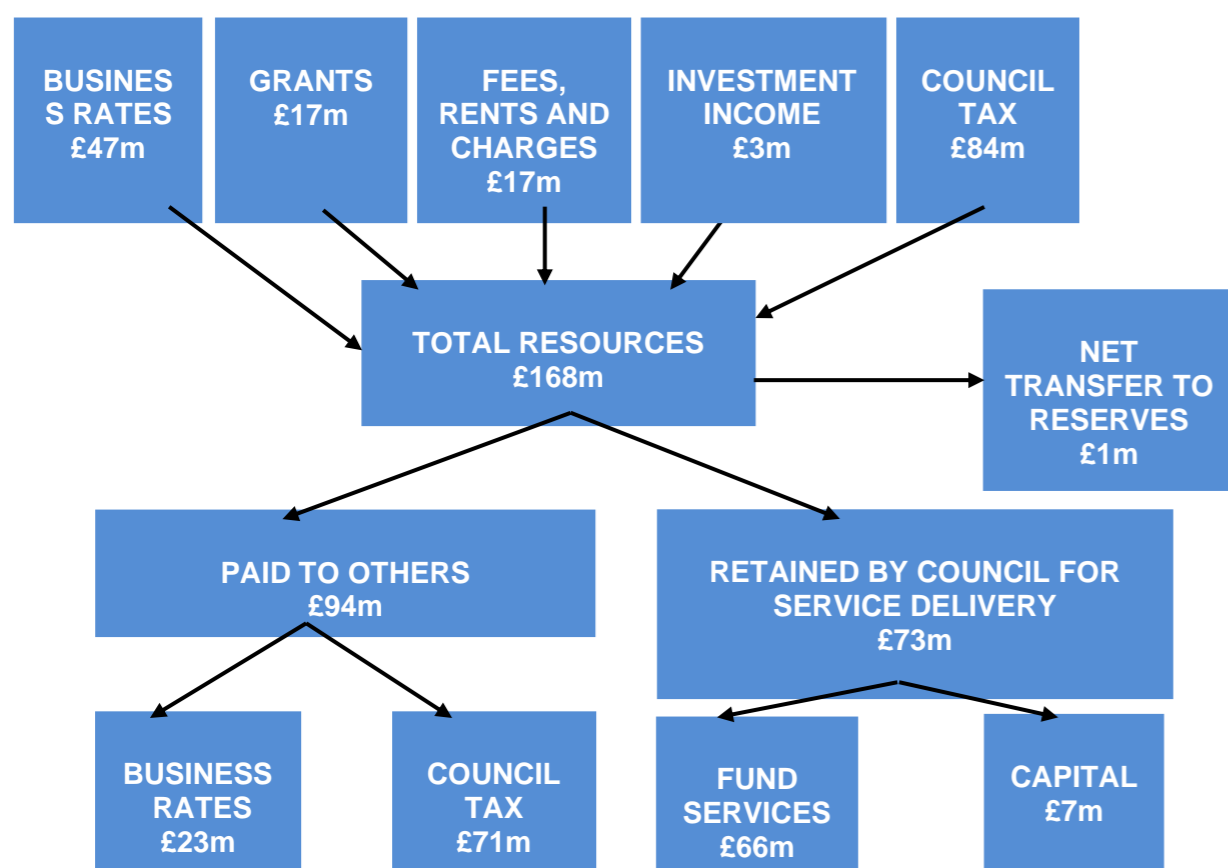 BUSINES
S RATES
£47m
GRANTS
£17m
FEES,
RENTS AND
CHARGES
£17m
INVESTMENT
INCOME
£3m
COUNCIL
TAX
£84m
TOTAL RESOURCES
£168m
NET
TRANSFER TO
RESERVES
£1m
PAID TO OTHERS
£94m
RETAINED BY COUNCIL FOR
SERVICE DELIVERY
£73m
BUSINESS
RATES
£23m
COUNCIL
TAX
£71m
FUND
SERVICES
£66m
CAPITAL
£7m